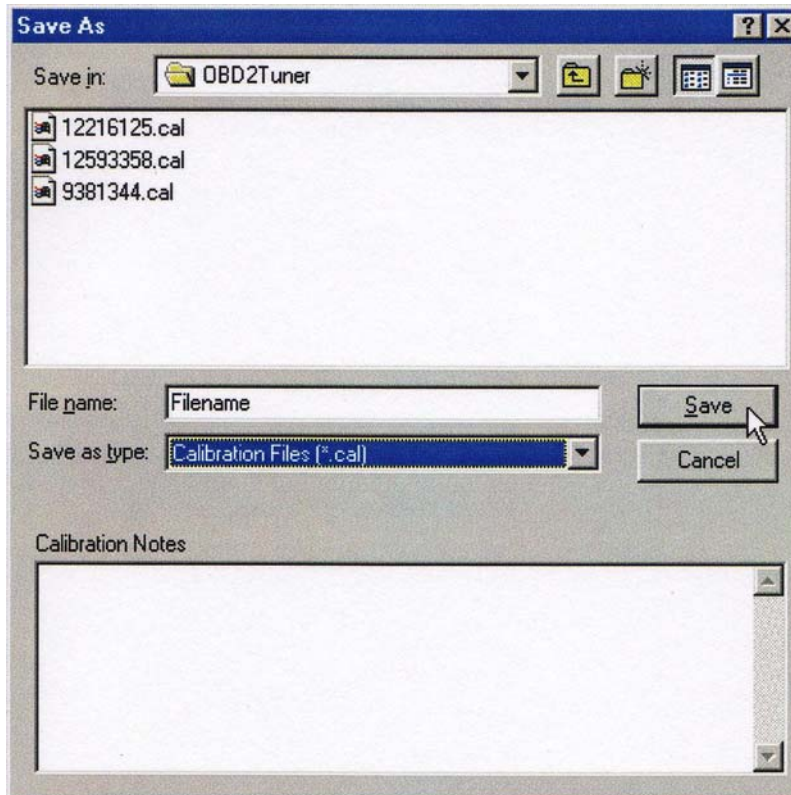 Save As
Save in: OBD2Tuner
12216125.cal
12593358.cal
9381344.cal
File name: Filename Save
Save as type: Calibration Files (*.cal) Cancel
Calibration Notes